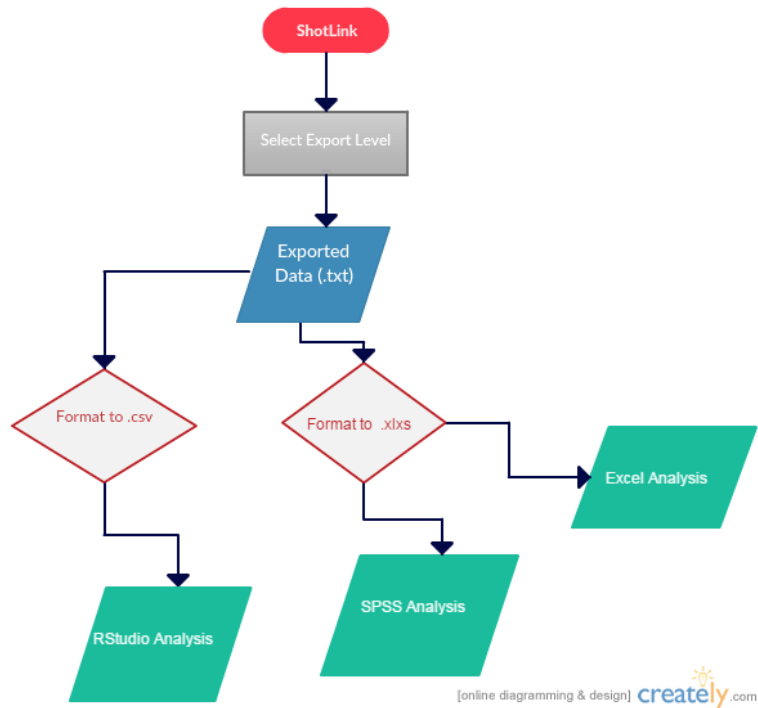 ShotLink
Select Export Level
Exported
Data (.txt)
Format to .csv
Format to .xlxs
Excel Analysis
SPSS Analysis
RStudio Analysis
[online diagramming & design] creately.com